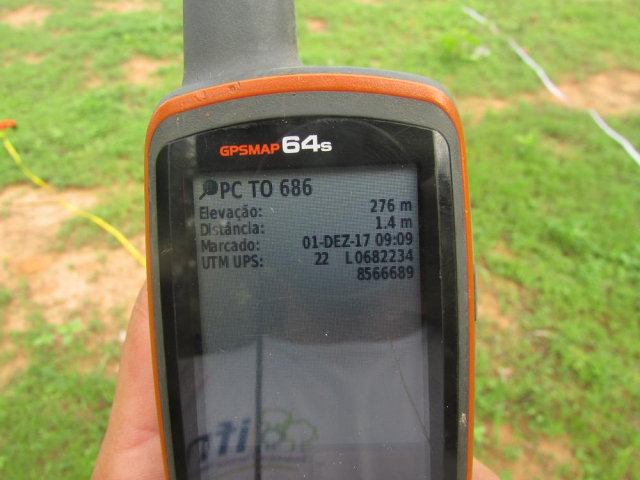 GPSMAP 64s
PC TO 686
Elevação: 276 m
Distância: 1.4 m
Marcado: 01-DEZ-17 09:09
UTM UPS: 22 L 0682234
8566689